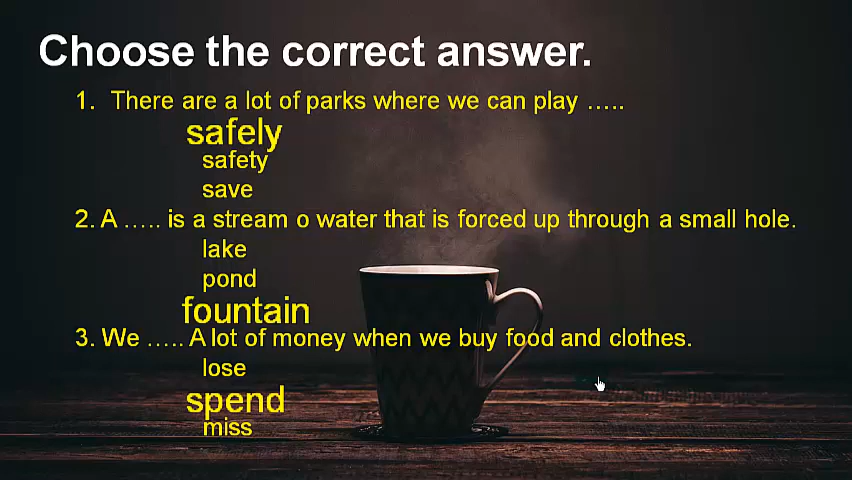 Choose the correct answer.
1. There are a lot of parks where we can play …..
safely
safety
save
2. A ….. is a stream o water that is forced up through a small hole.
lake
pond
fountain
3. We ….. A lot of money when we buy food and clothes.
lose
spend
miss